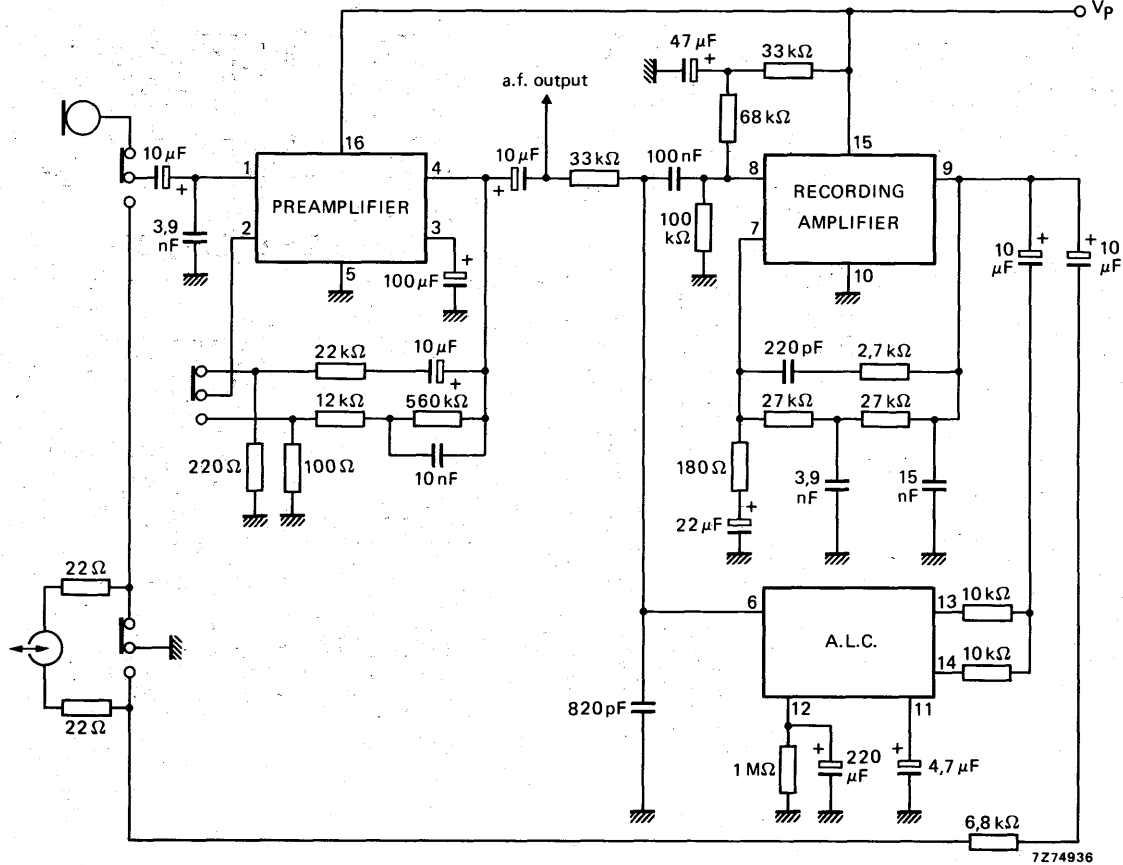 VP
47 µF +
33 kΩ
a.f. output
68 kΩ
10 µF
+
16
10 µF
+
33 kΩ
100 nF
15
1
4
8
9
PREAMPLIFIER
RECORDING
AMPLIFIER
3,9
nF
2
3
100
kΩ
7
10
µF
+
+
10
µF
5
100 µF
+
10
22 kΩ
10 µF
+
220 pF
2,7 kΩ
12 kΩ
560 kΩ
27 kΩ
27 kΩ
220 Ω
100 Ω
10 nF
180 Ω
3,9
nF
15
nF
22 µF
+
22 Ω
6
13
10 kΩ
A.L.C.
14
10 kΩ
22 Ω
820 pF
12
11
1 MΩ
+
220
µF
+
4,7 µF
6,8 kΩ
7Z74936